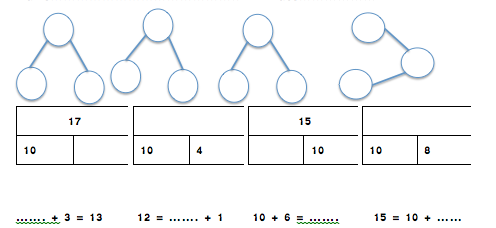 17 15
10 10 4 10 10 8
……. + 3 = 13 12 = ……. + 1 10 + 6 = ……. 15 = 10 + ……